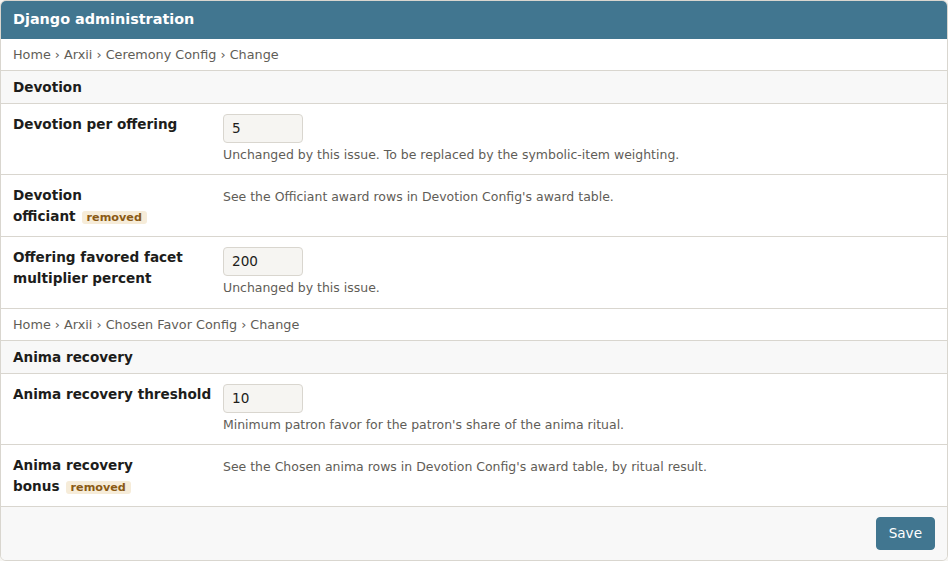 Django administration
Home › Arxii › Ceremony Config › Change
Devotion
Devotion per offering
5
Unchanged by this issue. To be replaced by the symbolic-item weighting.
Devotion
officiant removed
See the Officiant award rows in Devotion Config's award table.
Offering favored facet
multiplier percent
200
Unchanged by this issue.
Home › Arxii › Chosen Favor Config › Change
Anima recovery
Anima recovery threshold
10
Minimum patron favor for the patron's share of the anima ritual.
Anima recovery
bonus removed
See the Chosen anima rows in Devotion Config's award table, by ritual result.
Save